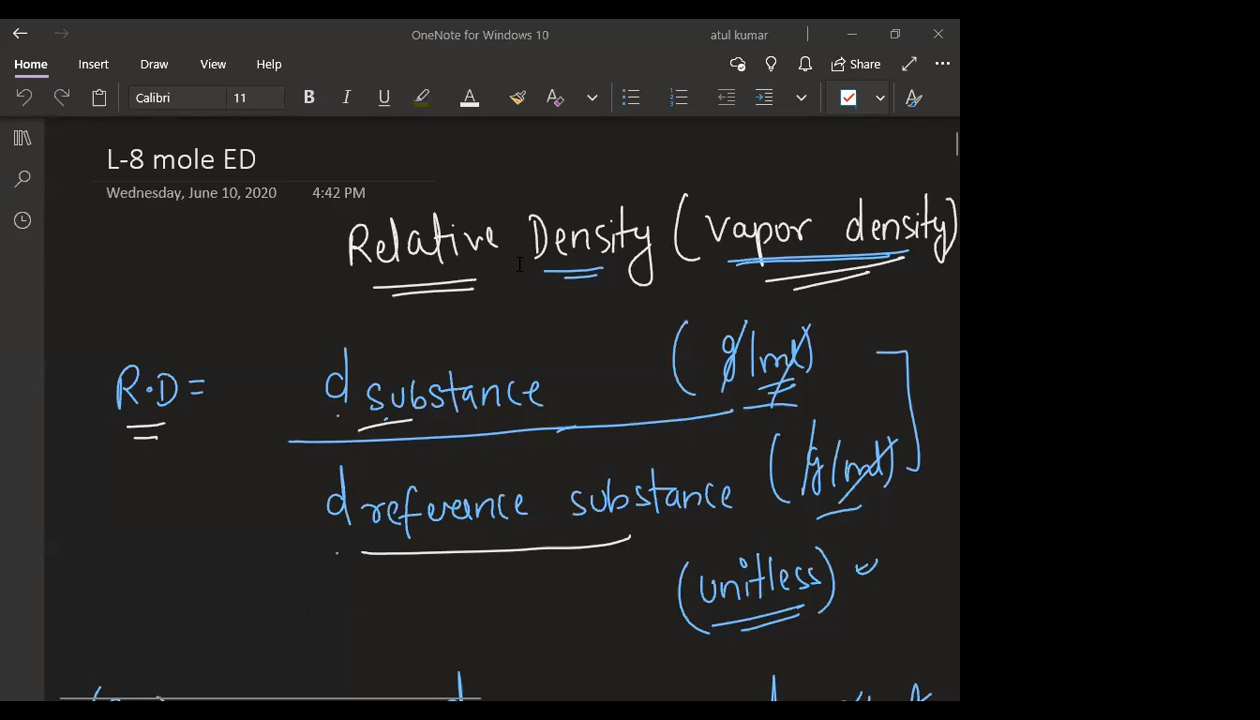 OneNote for Windows 10
atul kumar
Home Insert Draw View Help
Share
Calibri 11
B I U A
L-8 mole ED
Wednesday, June 10, 2020 4:42 PM
Relative Density (vapor density)
R.D = d substance (g/ml)
d reference substance (g/ml)
(unitless)